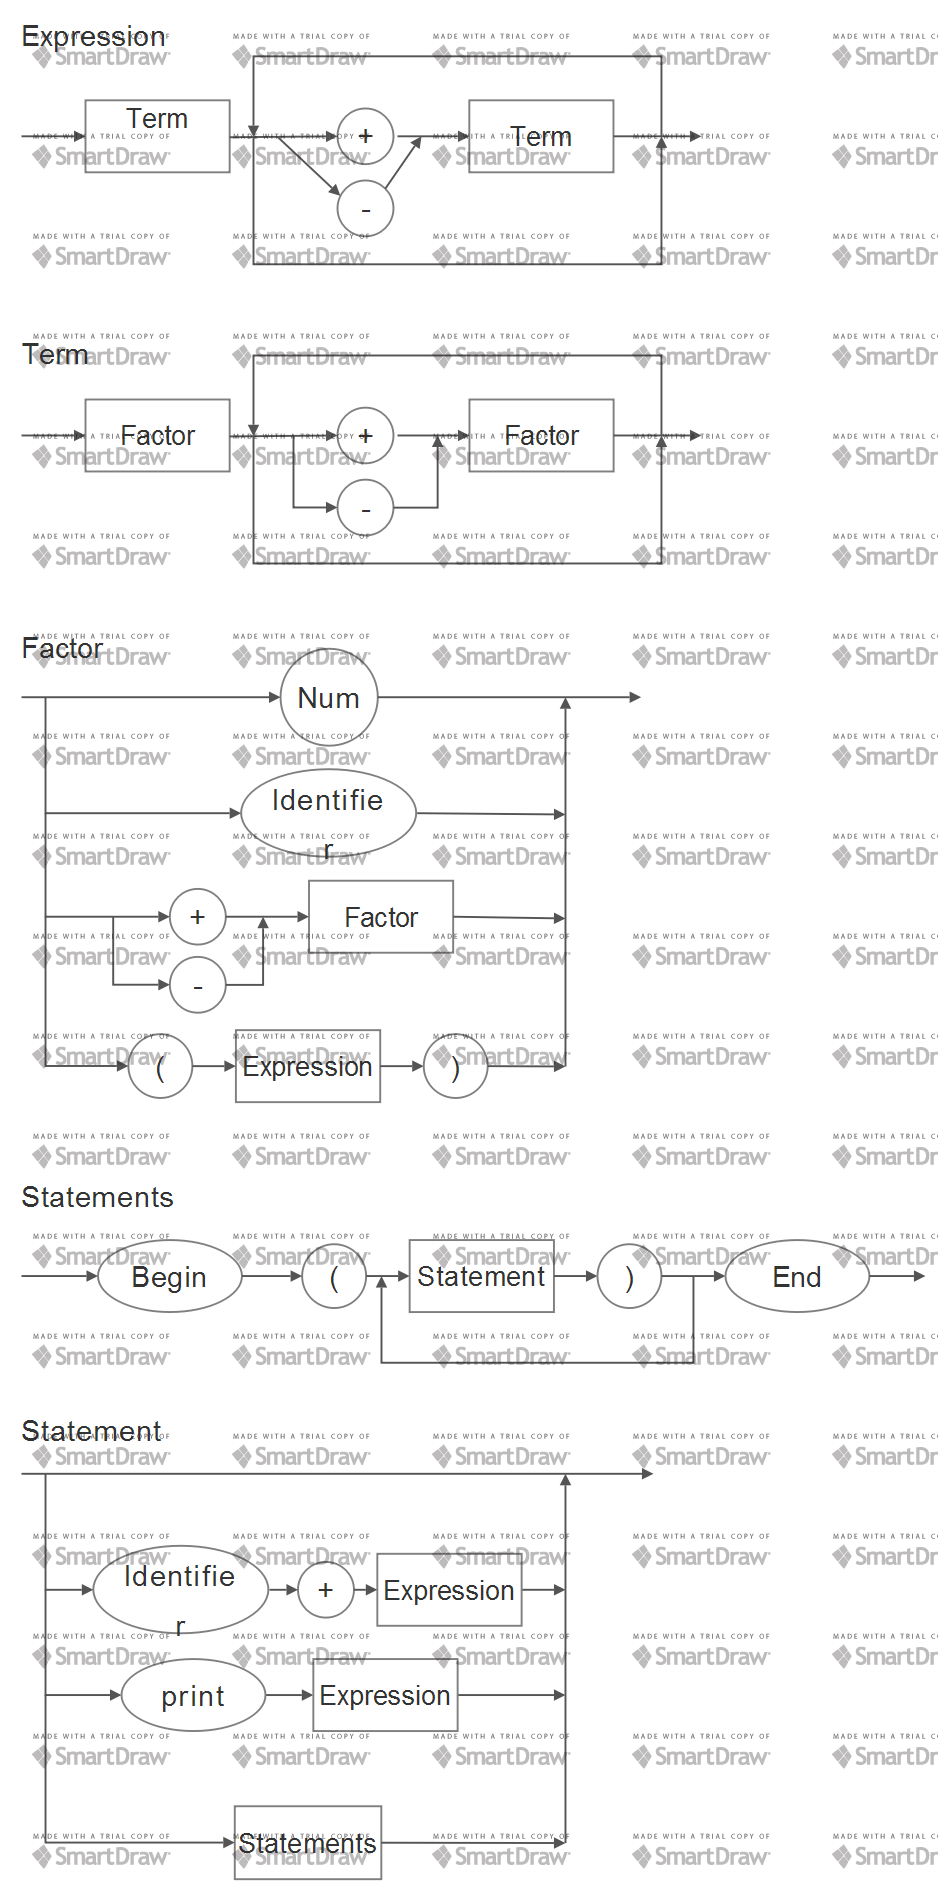 Expression
Term
+
Term
-
Term
Factor
+
Factor
-
Factor
Num
Identifie
r
+
Factor
-
(
Expression
)
Statements
Begin
(
Statement
)
End
Statement
Identifie
r
+
Expression
print
Expression
Statements
MADE WITH A TRIAL COPY OF
SmartDraw